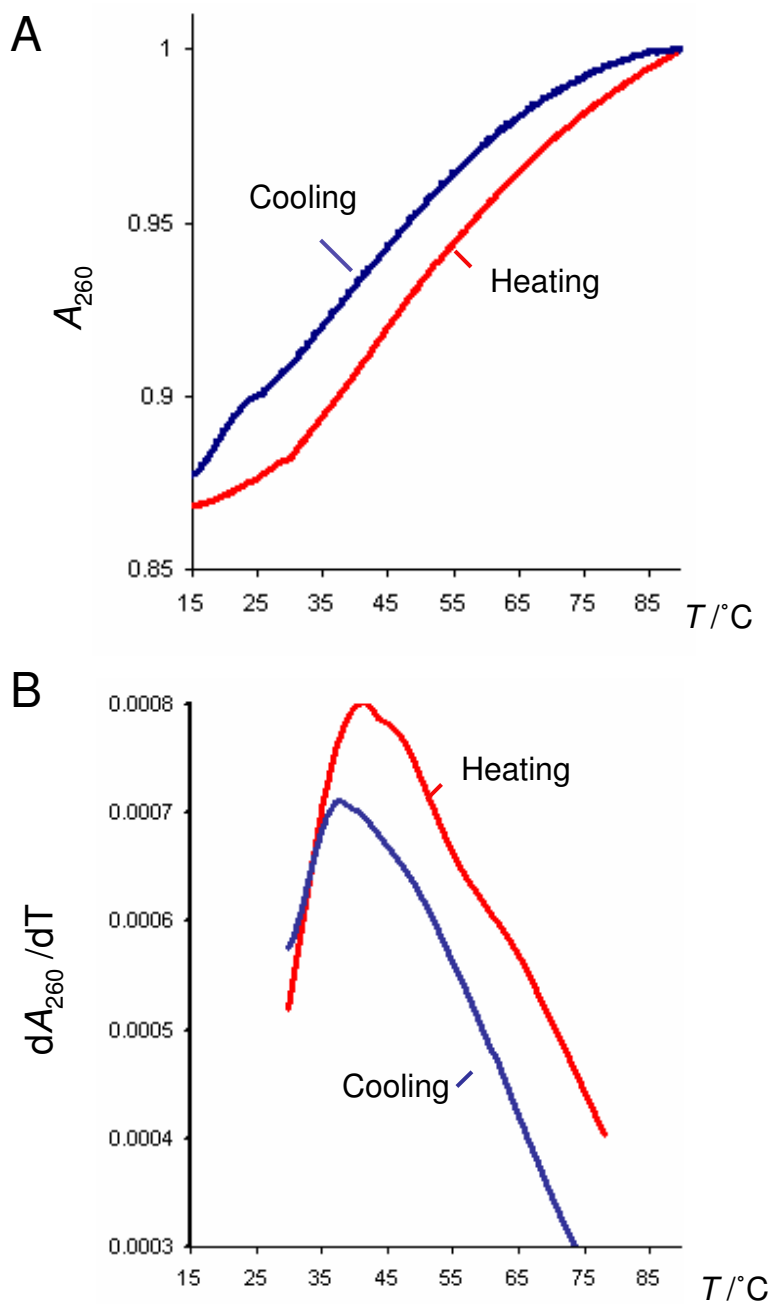 A
1
Cooling
0.95
Heating
A260
0.9
0.85
15 25 35 45 55 65 75 85
T /˚C
B
0.0008
Heating
0.0007
0.0006
dA260 /dT
0.0005
Cooling
0.0004
0.0003
15 25 35 45 55 65 75 85
T /˚C